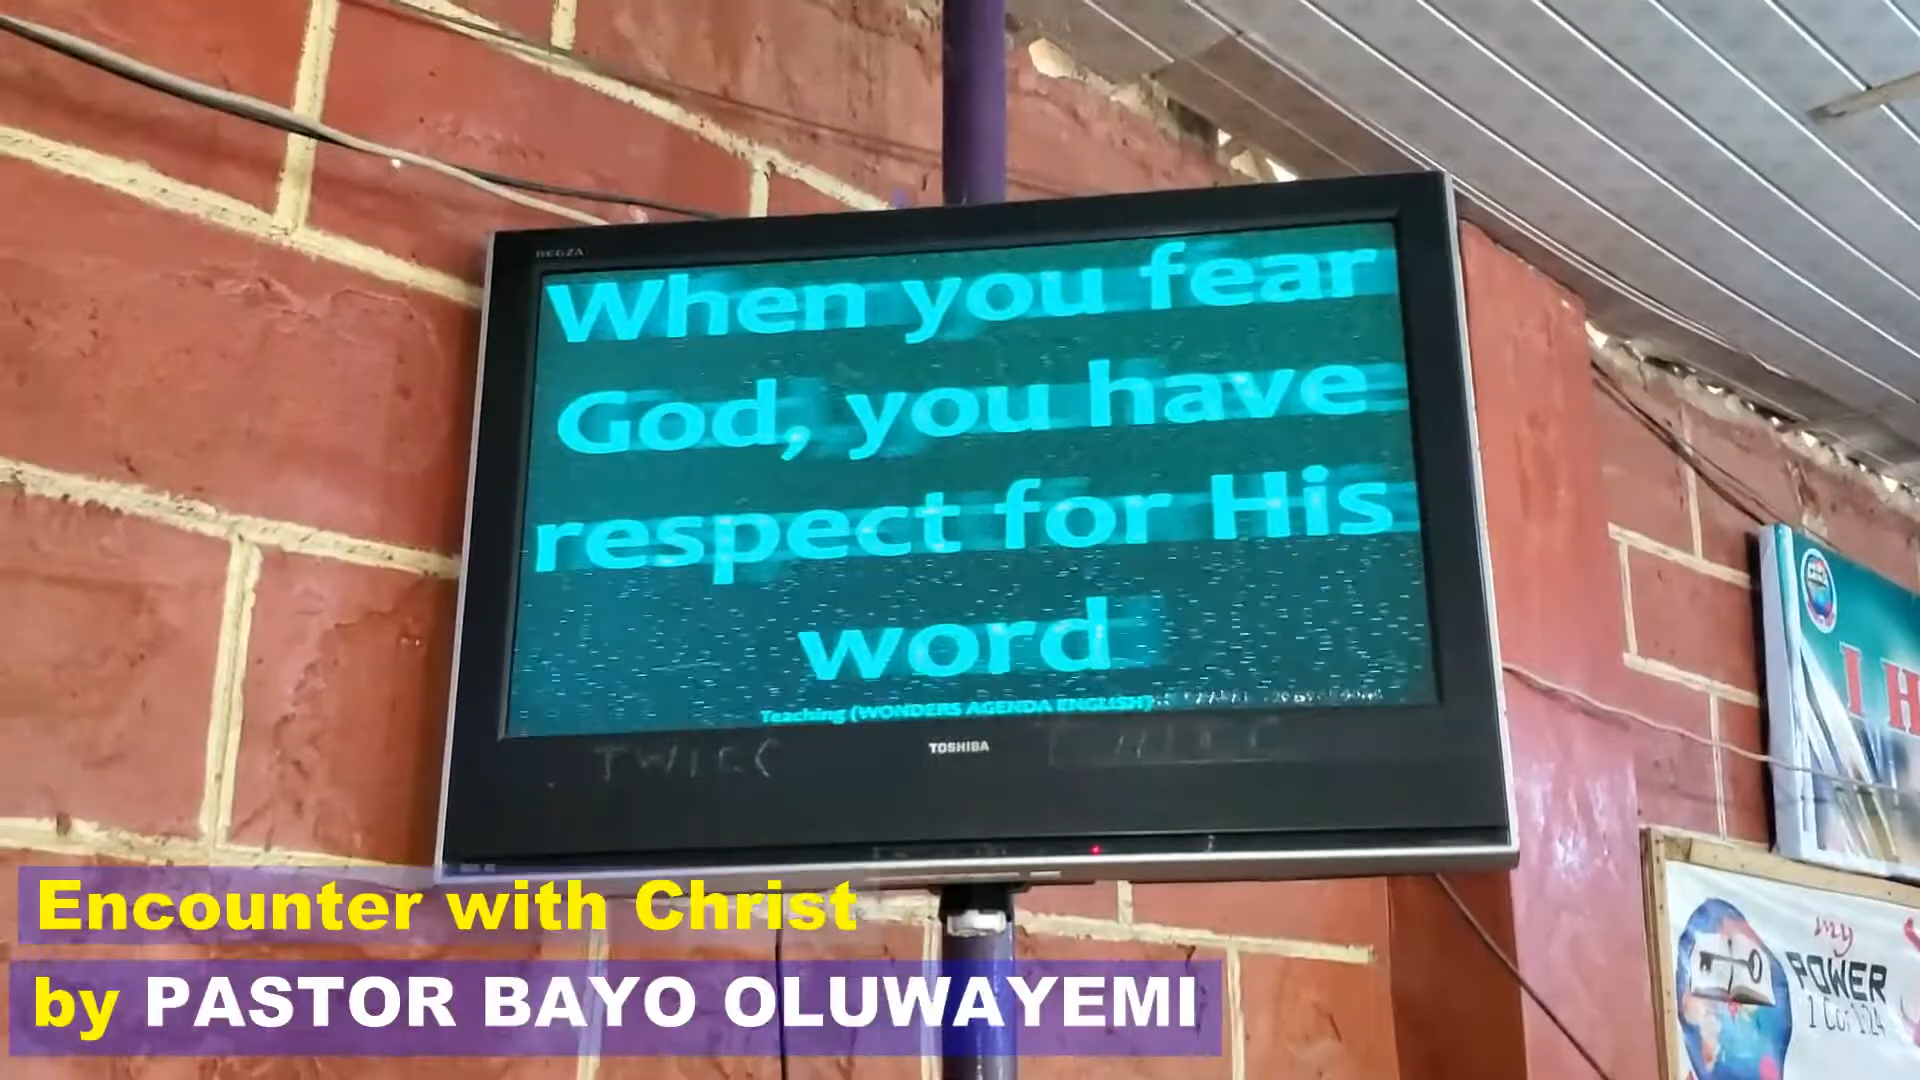 REGZA
When you fear
God, you have
respect for His
word
Teaching (WONDERS AGENDA ENGLISH)
TOSHIBA
I H
my
POWER
Encounter with Christ
by PASTOR BAYO OLUWAYEMI